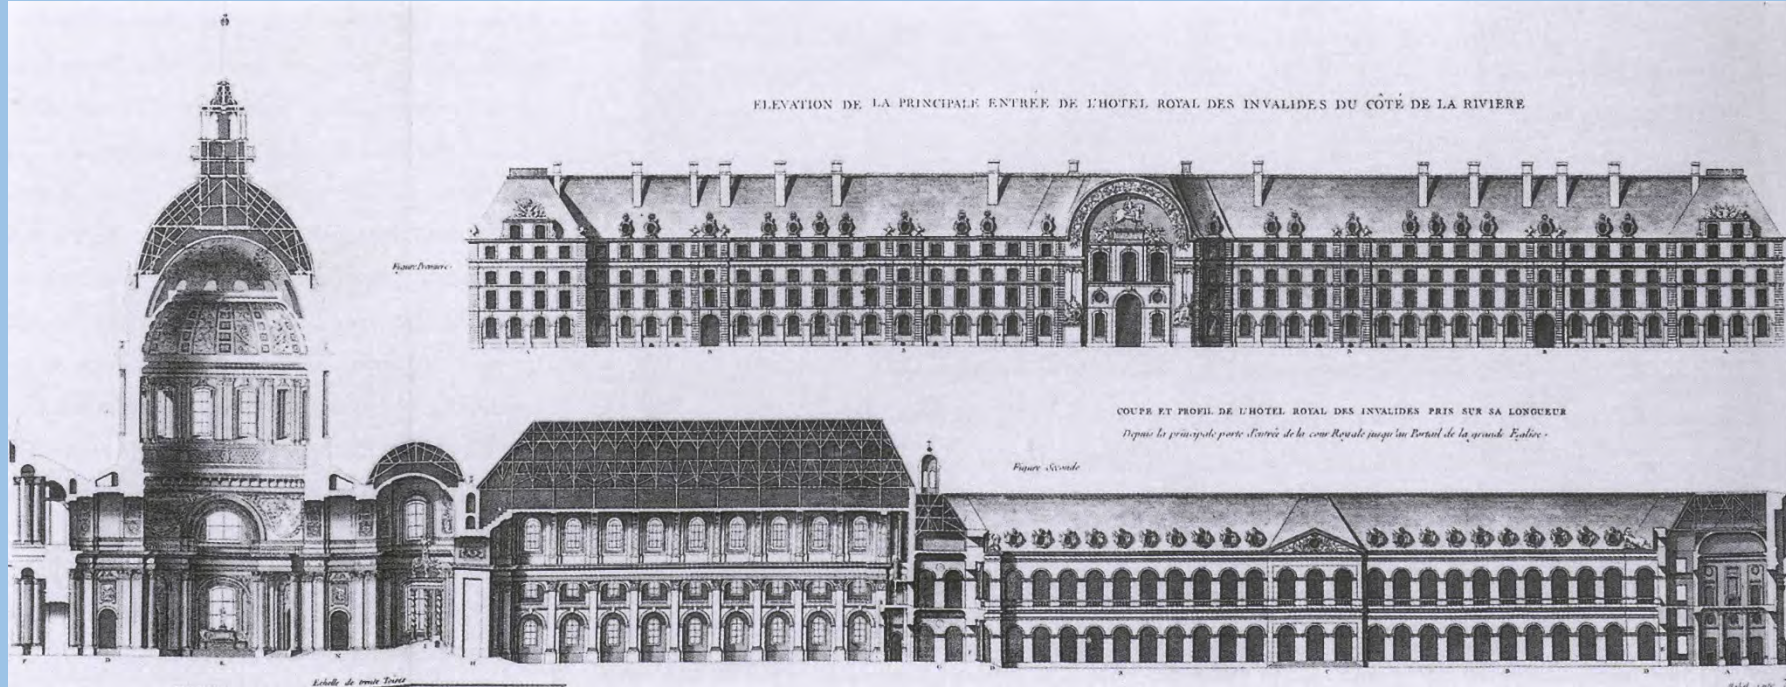 ELEVATION DE LA PRINCIPALE ENTRÉE DE L'HOTEL ROYAL DES INVALIDES DU CÔTÉ DE LA RIVIERE
Figure Premiere.
COUPE ET PROFIL DE L'HOTEL ROYAL DES INVALIDES PRIS SUR SA LONGUEUR
Depuis la principale porte d'entrée de la cour Royale jusqu'au Portail de la grande Eglise.
Figure Seconde
Echelle de trente Toises